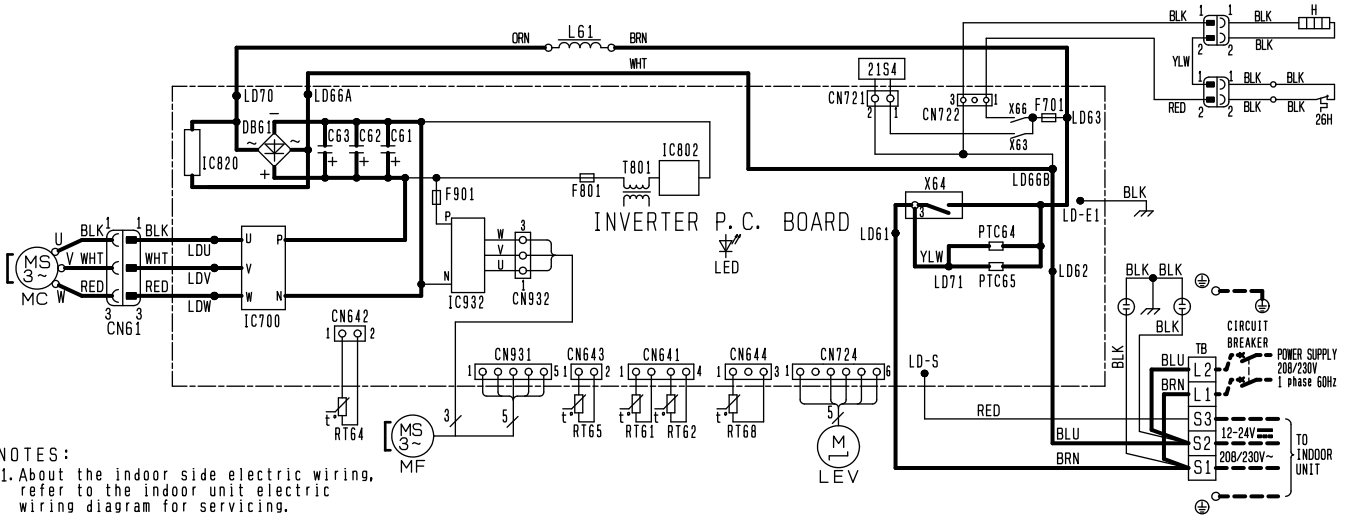 ORN L61 BRN
WHT
BLK 1 1 BLK H
2 2 BLK
YLW
1 1 BLK BLK
RED 2 2 BLK BLK 26H
21S4
CN721
2 1
CN722 3 1
X66 F701
X63 LD63
LD70 LD66A
DB61
~ ~
− +
C63 C62 C61
+ + +
IC820
IC802
T801
F801
F901
LD66B
X64
3
LD-E1 BLK
INVERTER P.C. BOARD
LED
LD61
PTC64
YLW
LD71 PTC65
LD62
P
N
IC932
W
V
U
3
1
CN932
U BLK 1 1 BLK LDU U P
MS 3~ V WHT WHT LDV V
MC W RED RED LDW W N
3 3
CN61
IC700
CN642
1 2
t° RT64
CN931
1 5
3 5
MS
3~
MF
CN643
1 2
t° RT65
CN641
1 4
t° RT61 t° RT62
CN644
1 3
t° RT68
CN724
1 6
5
M
LEV
LD-S
RED
BLU
BRN
BLK BLK
BLK
BLK
TB
BLU L2
BRN L1
S3
S2
S1
CIRCUIT
BREAKER
POWER SUPPLY
208/230V
1 phase 60Hz
12-24V
208/230V~
TO
INDOOR
UNIT
NOTES:
1. About the indoor side electric wiring,
refer to the indoor unit electric
wiring diagram for servicing.